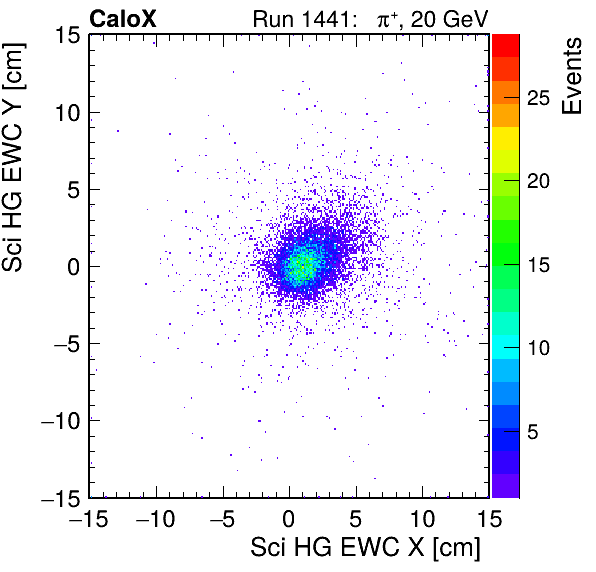 CaloX Run 1441: π⁺, 20 GeV
Sci HG EWC Y [cm]
15
10
5
0
−5
−10
−15
−15 −10 −5 0 5 10 15
Sci HG EWC X [cm]
Events
25
20
15
10
5